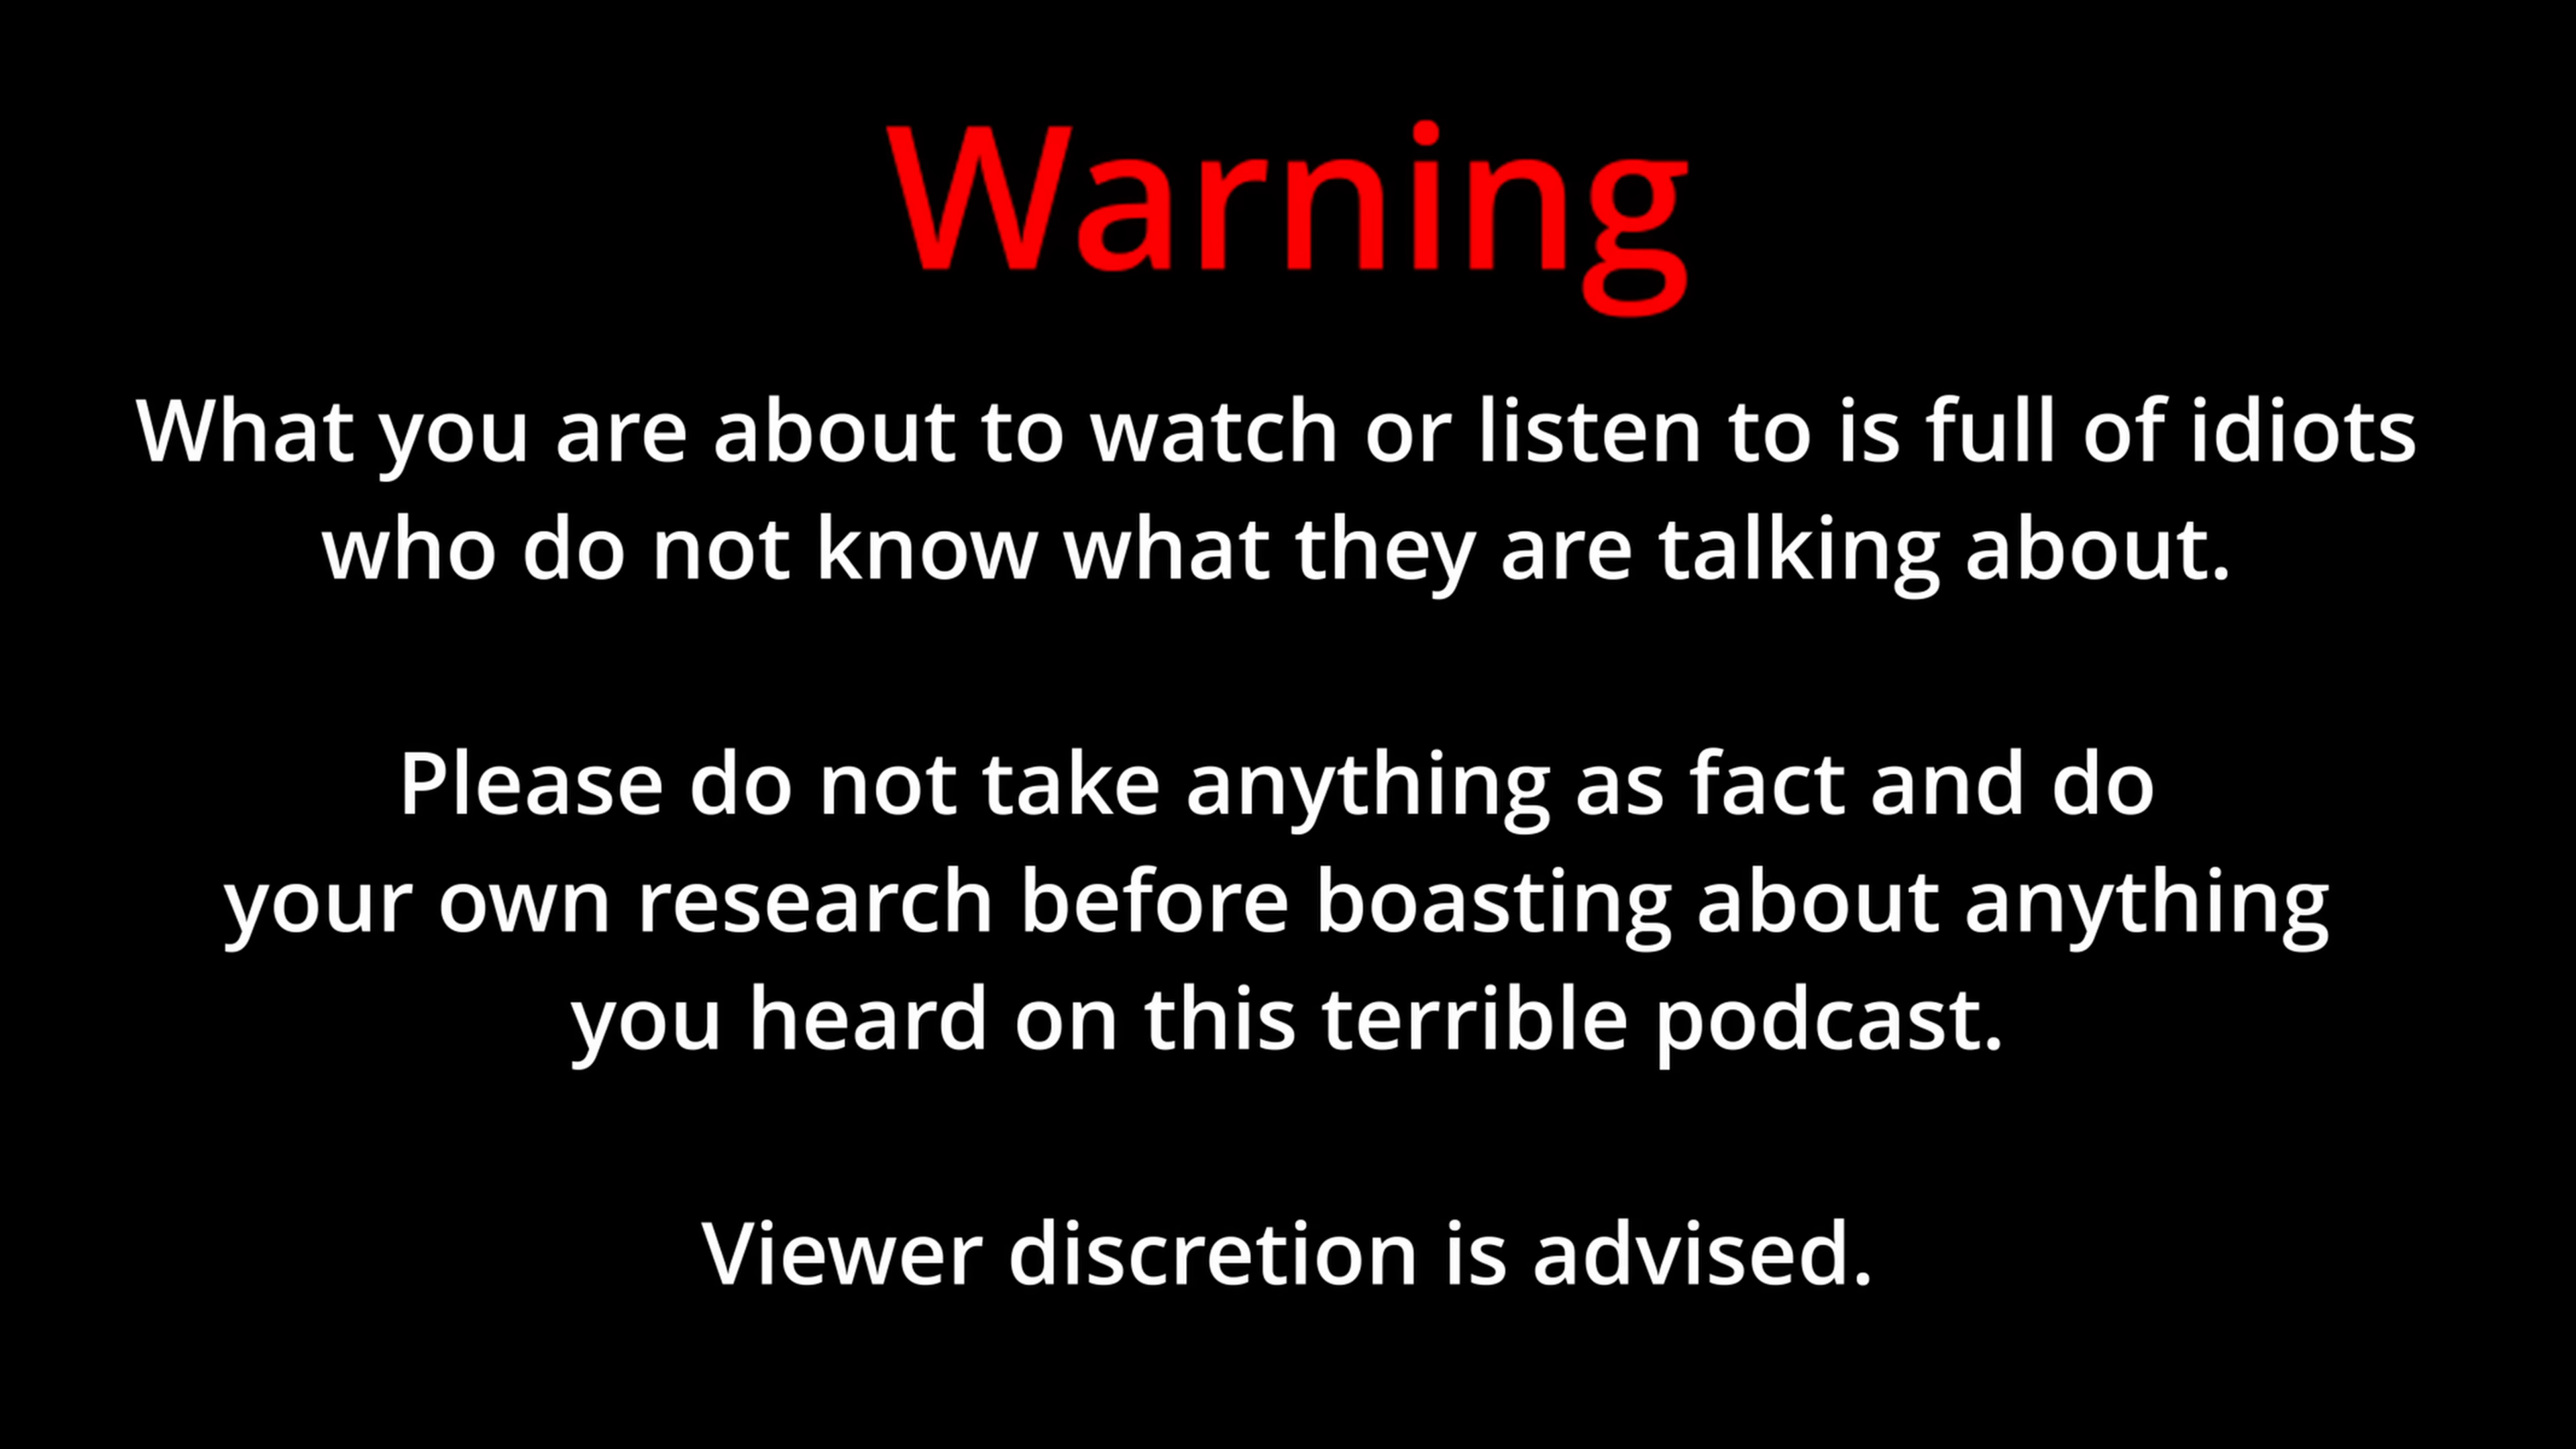 Warning
What you are about to watch or listen to is full of idiots
who do not know what they are talking about.
Please do not take anything as fact and do
your own research before boasting about anything
you heard on this terrible podcast.
Viewer discretion is advised.